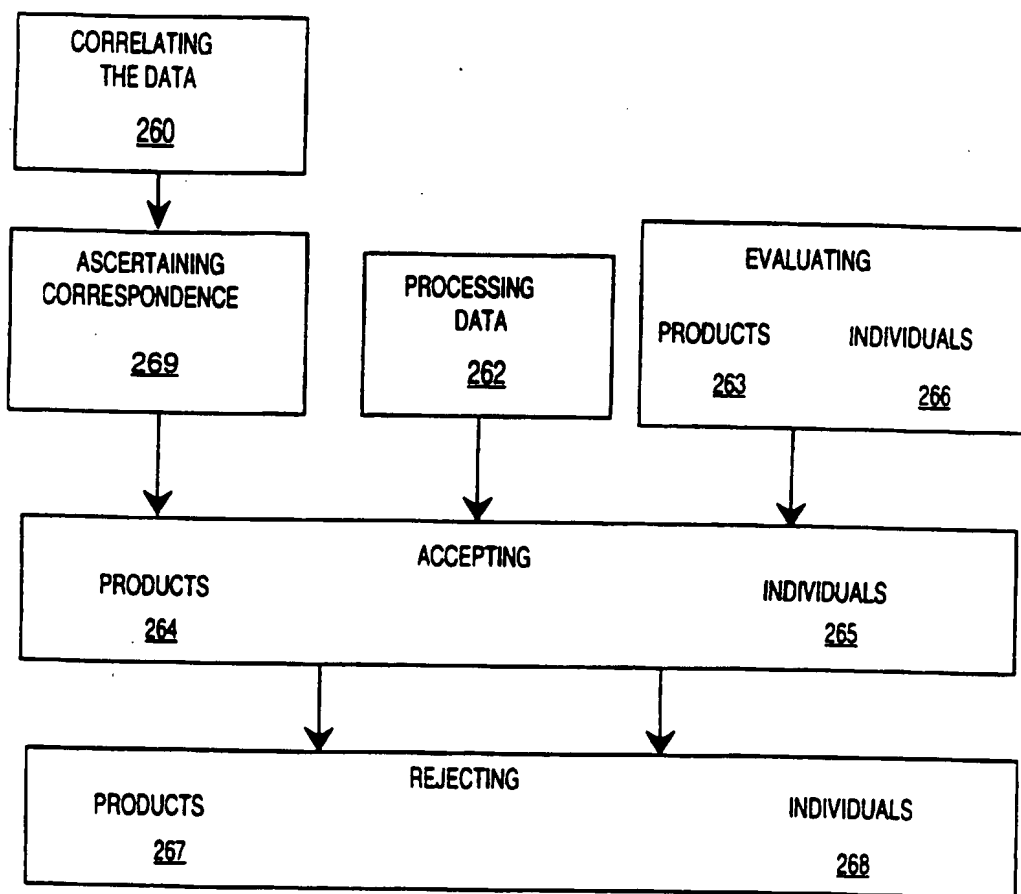 CORRELATING
THE DATA
260
ASCERTAINING
CORRESPONDENCE
269
PROCESSING
DATA
262
EVALUATING
PRODUCTS INDIVIDUALS
263 266
ACCEPTING
PRODUCTS INDIVIDUALS
264 265
REJECTING
PRODUCTS INDIVIDUALS
267 268